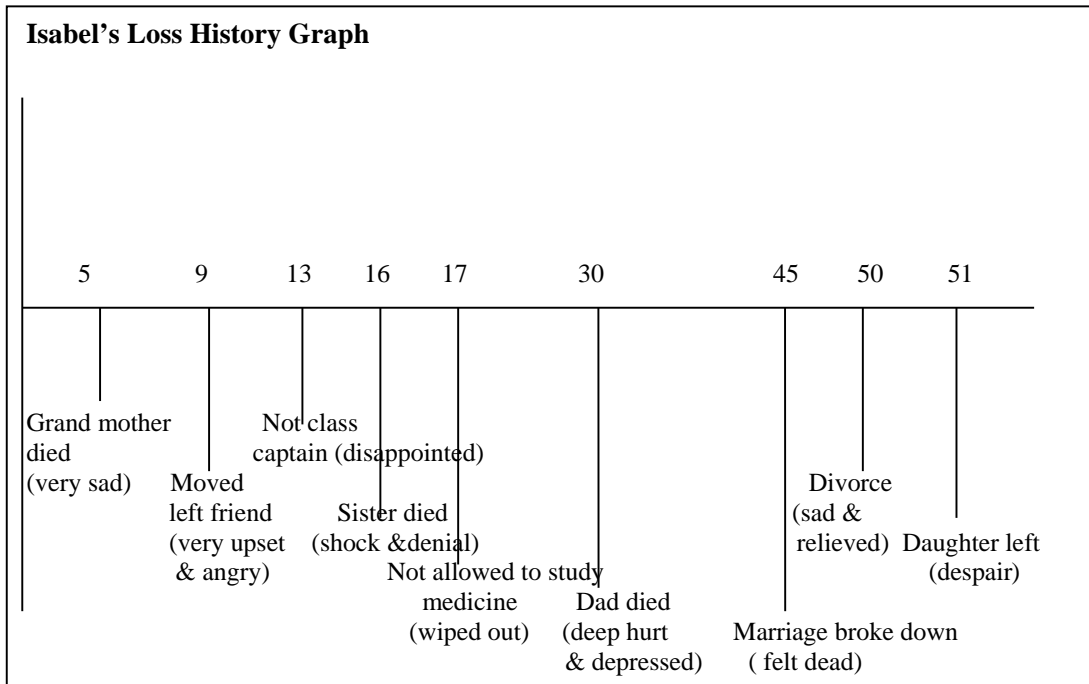 Isabel’s Loss History Graph
5 9 13 16 17 30 45 50 51
Grand mother
died
(very sad)
Moved
left friend
(very upset
& angry)
Not class
captain (disappointed)
Sister died
(shock &denial)
Not allowed to study
medicine
(wiped out)
Dad died
(deep hurt
& depressed)
Marriage broke down
( felt dead)
Divorce
(sad &
relieved)
Daughter left
(despair)